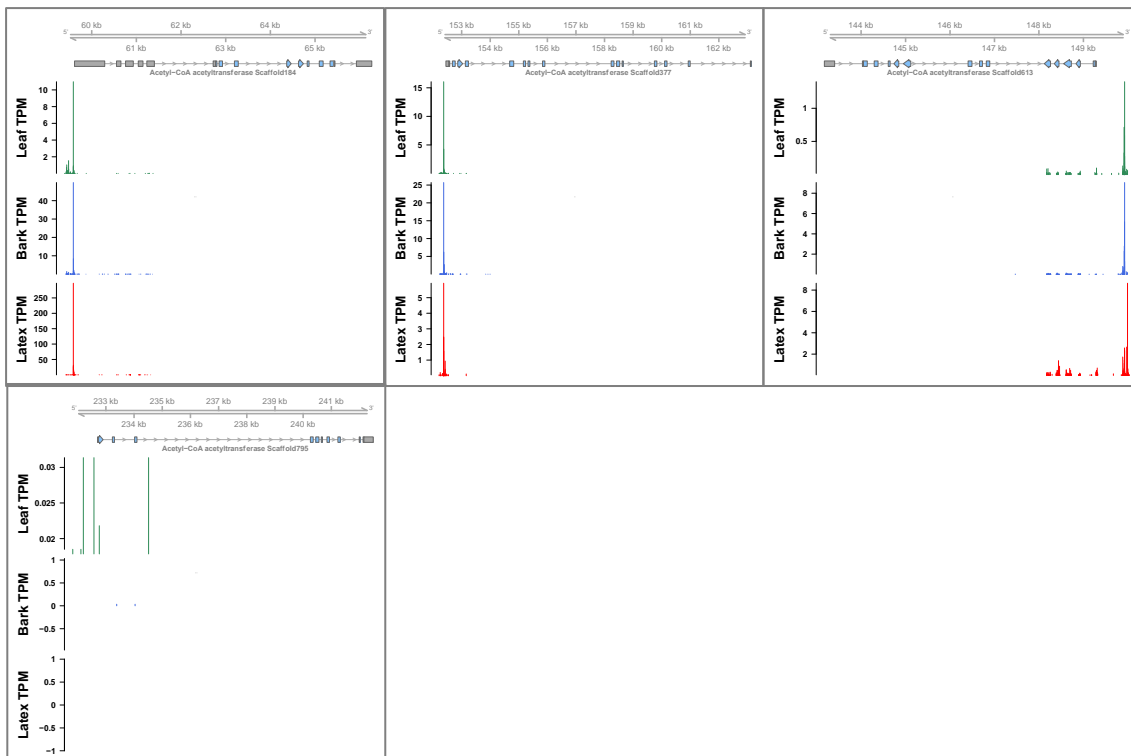 60 kb 62 kb 64 kb
5' 3'
61 kb 63 kb 65 kb
Acetyl-CoA acetyltransferase Scaffold184
Leaf TPM
10
8
6
4
2
Bark TPM
40
30
20
10
Latex TPM
250
200
150
100
50
153 kb 155 kb 157 kb 159 kb 161 kb
5' 3'
154 kb 156 kb 158 kb 160 kb 162 kb
Acetyl-CoA acetyltransferase Scaffold377
Leaf TPM
15
10
5
Bark TPM
25
20
15
10
5
Latex TPM
5
4
3
2
1
144 kb 146 kb 148 kb
5' 3'
145 kb 147 kb 149 kb
Acetyl-CoA acetyltransferase Scaffold613
Leaf TPM
1
0.5
Bark TPM
8
6
4
2
Latex TPM
8
6
4
2
233 kb 235 kb 237 kb 239 kb 241 kb
5' 3'
234 kb 236 kb 238 kb 240 kb
Acetyl-CoA acetyltransferase Scaffold795
Leaf TPM
0.03
0.025
0.02
Bark TPM
1
0.5
0
−0.5
Latex TPM
1
0.5
0
−0.5
−1